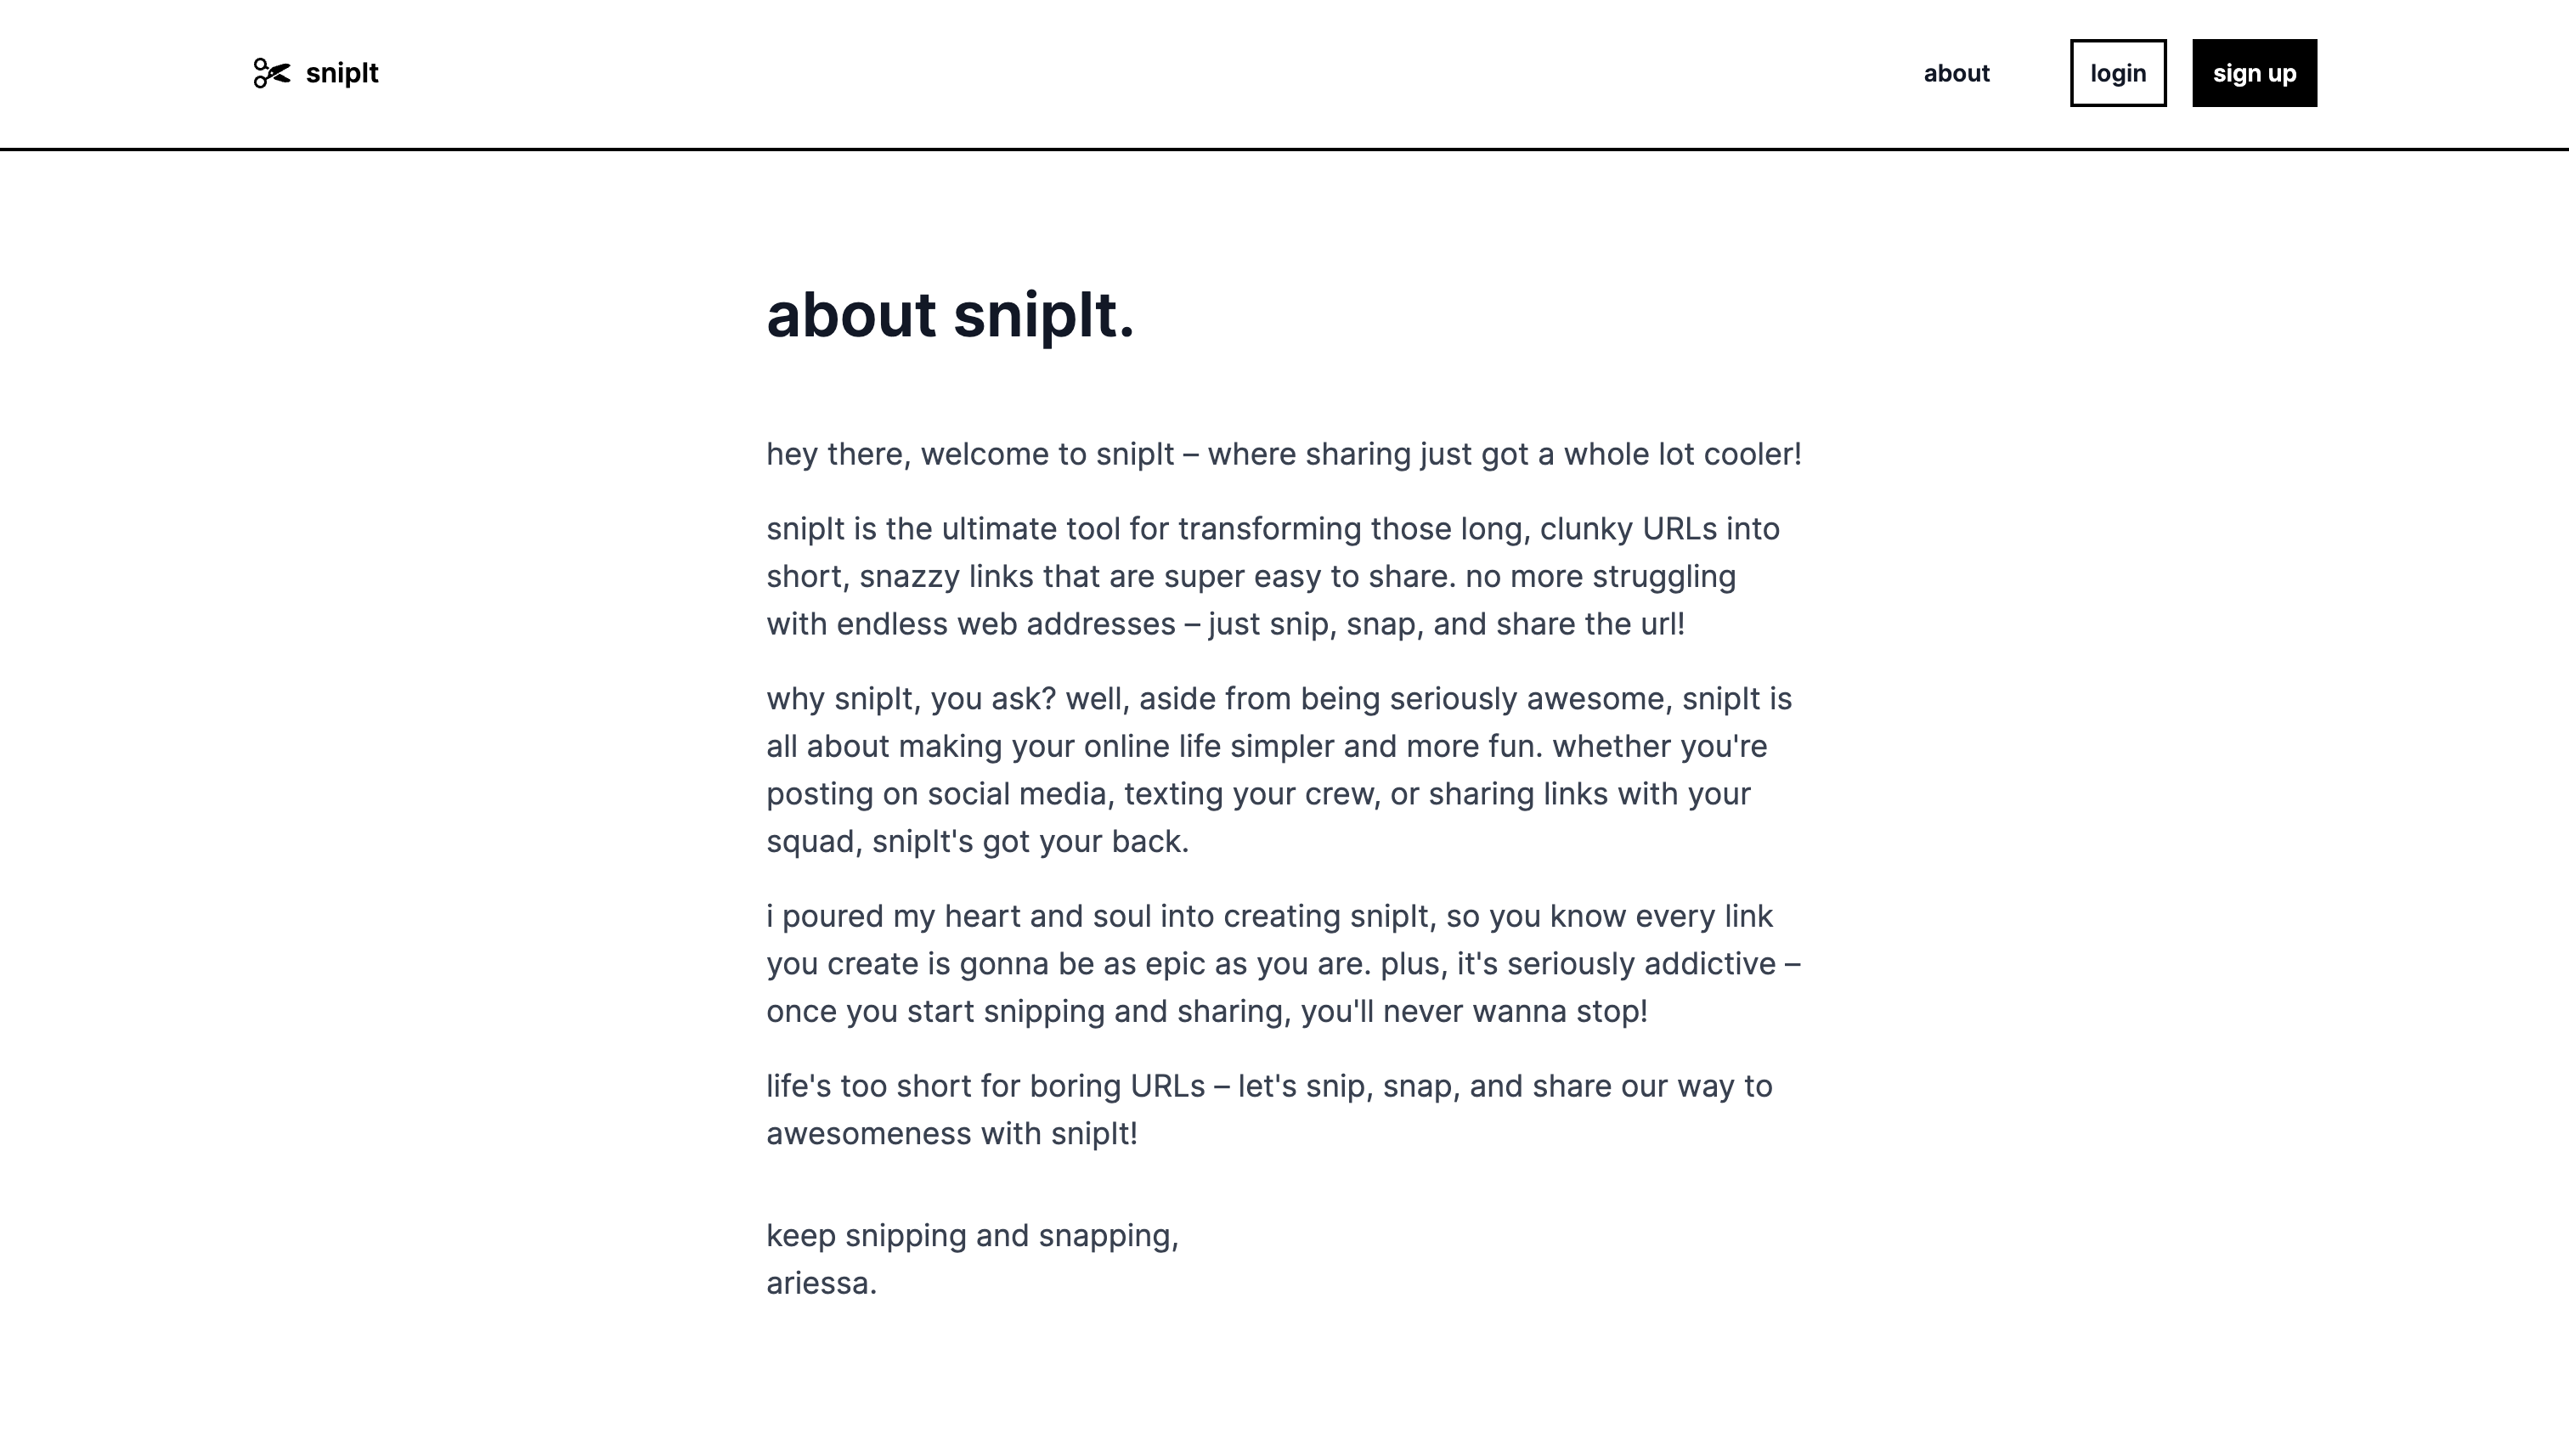 snipIt
about
login
sign up
about snipIt.
hey there, welcome to snipIt – where sharing just got a whole lot cooler!
snipIt is the ultimate tool for transforming those long, clunky URLs into
short, snazzy links that are super easy to share. no more struggling
with endless web addresses – just snip, snap, and share the url!
why snipIt, you ask? well, aside from being seriously awesome, snipIt is
all about making your online life simpler and more fun. whether you're
posting on social media, texting your crew, or sharing links with your
squad, snipIt's got your back.
i poured my heart and soul into creating snipIt, so you know every link
you create is gonna be as epic as you are. plus, it's seriously addictive –
once you start snipping and sharing, you'll never wanna stop!
life's too short for boring URLs – let's snip, snap, and share our way to
awesomeness with snipIt!
keep snipping and snapping,
ariessa.